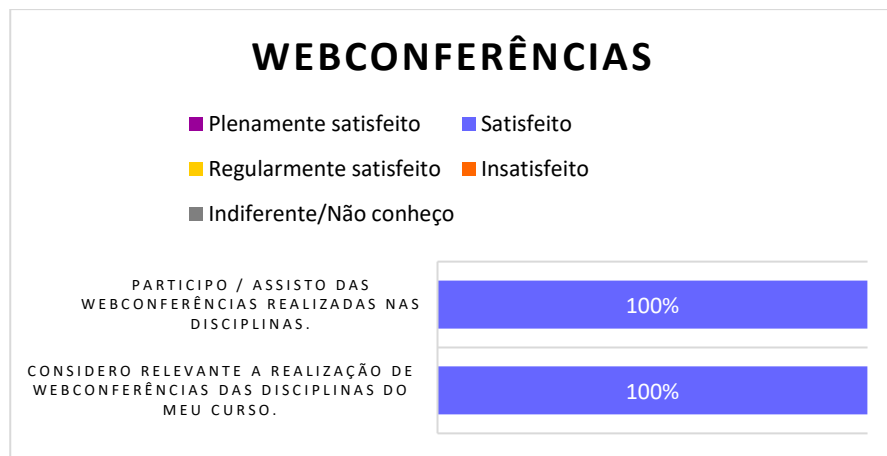 WEBCONFERÊNCIAS
Plenamente satisfeito
Satisfeito
Regularmente satisfeito
Insatisfeito
Indiferente/Não conheço
PARTICIPO / ASSISTO DAS
WEBCONFERÊNCIAS REALIZADAS NAS
DISCIPLINAS.
100%
CONSIDERO RELEVANTE A REALIZAÇÃO DE
WEBCONFERÊNCIAS DAS DISCIPLINAS DO
MEU CURSO.
100%